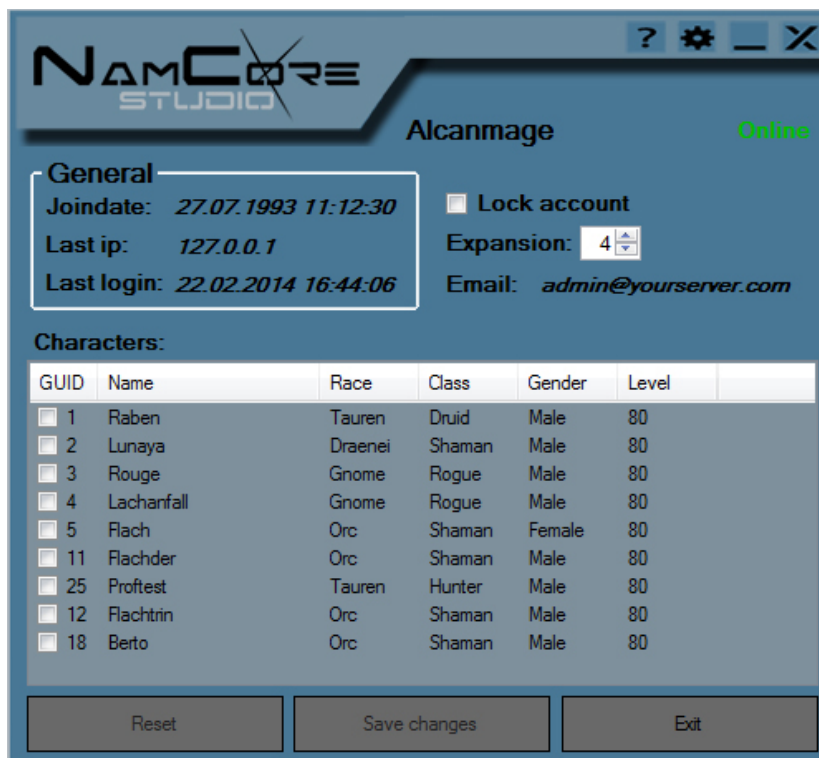 NAMCORE
STUDIO
? _ X
Alcanmage Online
General
Joindate: 27.07.1993 11:12:30
Last ip: 127.0.0.1
Last login: 22.02.2014 16:44:06
Lock account
Expansion: 4
Email: admin@yourserver.com
Characters:
GUID Name Race Class Gender Level
1 Raben Tauren Druid Male 80
2 Lunaya Draenei Shaman Male 80
3 Rouge Gnome Rogue Male 80
4 Lachanfall Gnome Rogue Male 80
5 Flach Orc Shaman Female 80
11 Flachder Orc Shaman Male 80
25 Proftest Tauren Hunter Male 80
12 Flachtrin Orc Shaman Male 80
18 Berto Orc Shaman Male 80
Reset Save changes Exit